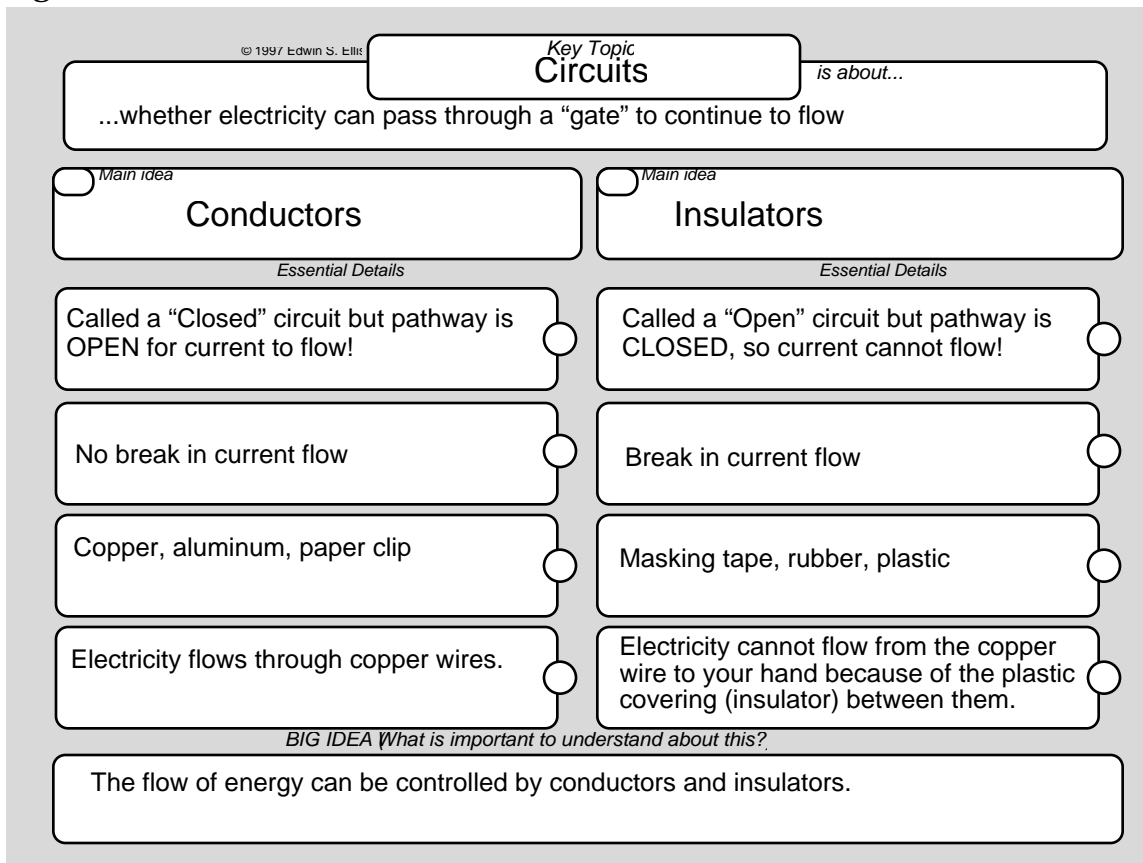 © 1997 Edwin S. Ellis
Key Topic
Circuits
is about...
...whether electricity can pass through a “gate” to continue to flow
Main idea
Conductors
Main idea
Insulators
Essential Details
Essential Details
Called a “Closed” circuit but pathway is
OPEN for current to flow!
Called a “Open” circuit but pathway is
CLOSED, so current cannot flow!
No break in current flow
Break in current flow
Copper, aluminum, paper clip
Masking tape, rubber, plastic
Electricity flows through copper wires.
Electricity cannot flow from the copper
wire to your hand because of the plastic
covering (insulator) between them.
BIG IDEA (What is important to understand about this?)
The flow of energy can be controlled by conductors and insulators.